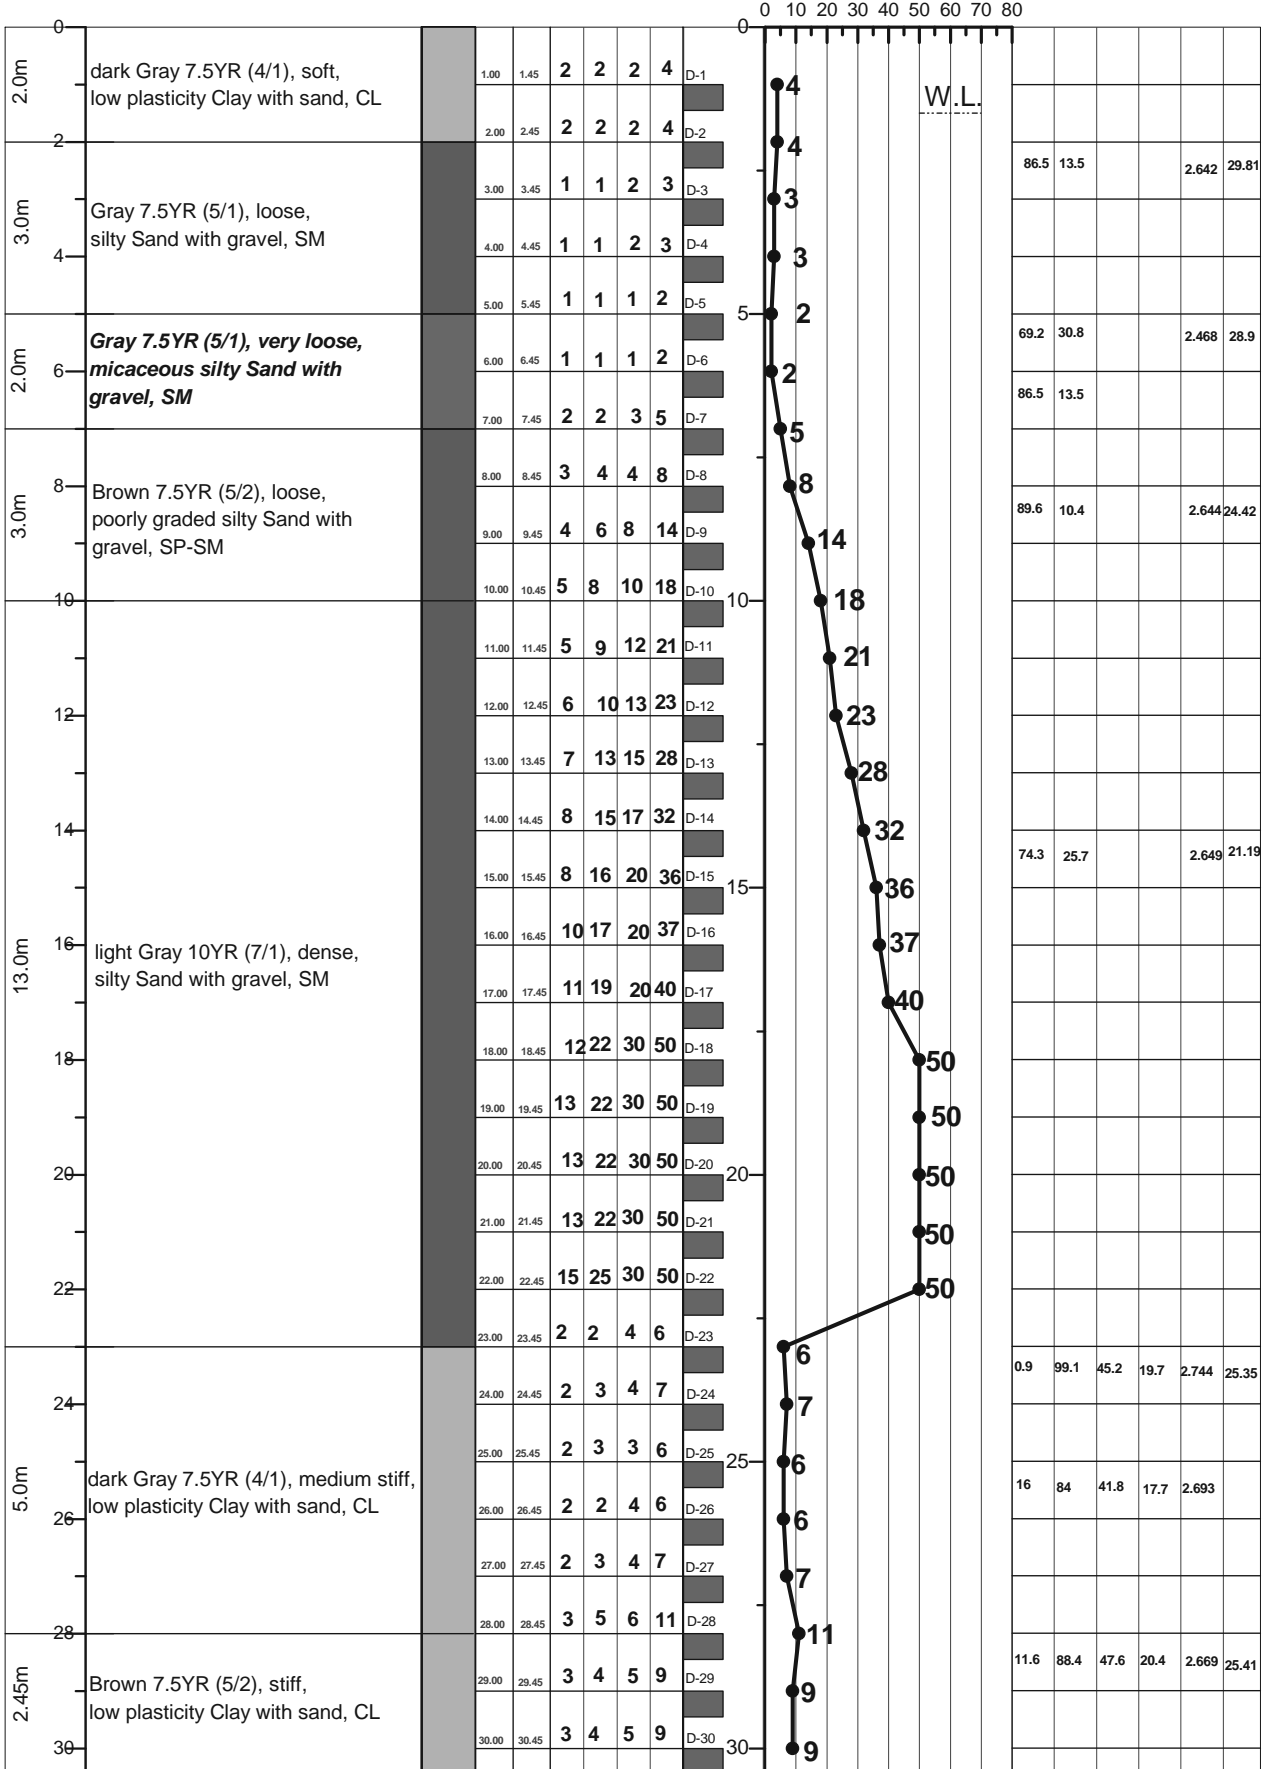 0 10 20 30 40 50 60 70 80
0 0
2.0m dark Gray 7.5YR (4/1), soft,
low plasticity Clay with sand, CL
1.00 1.45 2 2 2 4 D-1 4
W.L.
2.00 2.45 2 2 2 4 D-2 4
2
86.5 13.5 2.642 29.81
3.00 3.45 1 1 2 3 D-3 3
3.0m Gray 7.5YR (5/1), loose,
silty Sand with gravel, SM
4.00 4.45 1 1 2 3 D-4 3
4
5.00 5.45 1 1 1 2 D-5 5 2
2.0m Gray 7.5YR (5/1), very loose,
micaceous silty Sand with
gravel, SM
69.2 30.8 2.468 28.9
6.00 6.45 1 1 1 2 D-6 2
6
86.5 13.5
7.00 7.45 2 2 3 5 D-7 5
8.00 8.45 3 4 4 8 D-8 8
8
3.0m Brown 7.5YR (5/2), loose,
poorly graded silty Sand with
gravel, SP-SM
89.6 10.4 2.644 24.42
9.00 9.45 4 6 8 14 D-9 14
10.00 10.45 5 8 10 18 D-10 18
10 10
11.00 11.45 5 9 12 21 D-11 21
12.00 12.45 6 10 13 23 D-12 23
12
13.00 13.45 7 13 15 28 D-13 28
14.00 14.45 8 15 17 32 D-14 32
14
74.3 25.7 2.649 21.19
15.00 15.45 8 16 20 36 D-15 15 36
16.00 16.45 10 17 20 37 D-16 37
16
13.0m light Gray 10YR (7/1), dense,
silty Sand with gravel, SM
17.00 17.45 11 19 20 40 D-17 40
18.00 18.45 12 22 30 50 D-18 50
18
19.00 19.45 13 22 30 50 D-19 50
20.00 20.45 13 22 30 50 D-20 50
20 20
21.00 21.45 13 22 30 50 D-21 50
22.00 22.45 15 25 30 50 D-22 50
22
23.00 23.45 2 2 4 6 D-23 6
0.9 99.1 45.2 19.7 2.744 25.35
24.00 24.45 2 3 4 7 D-24 7
24
25.00 25.45 2 3 3 6 D-25 25 6
5.0m dark Gray 7.5YR (4/1), medium stiff,
low plasticity Clay with sand, CL
16 84 41.8 17.7 2.693
26.00 26.45 2 2 4 6 D-26 6
26
27.00 27.45 2 3 4 7 D-27 7
28.00 28.45 3 5 6 11 D-28 11
28
11.6 88.4 47.6 20.4 2.669 25.41
29.00 29.45 3 4 5 9 D-29 9
2.45m Brown 7.5YR (5/2), stiff,
low plasticity Clay with sand, CL
30.00 30.45 3 4 5 9 D-30 9
30 30